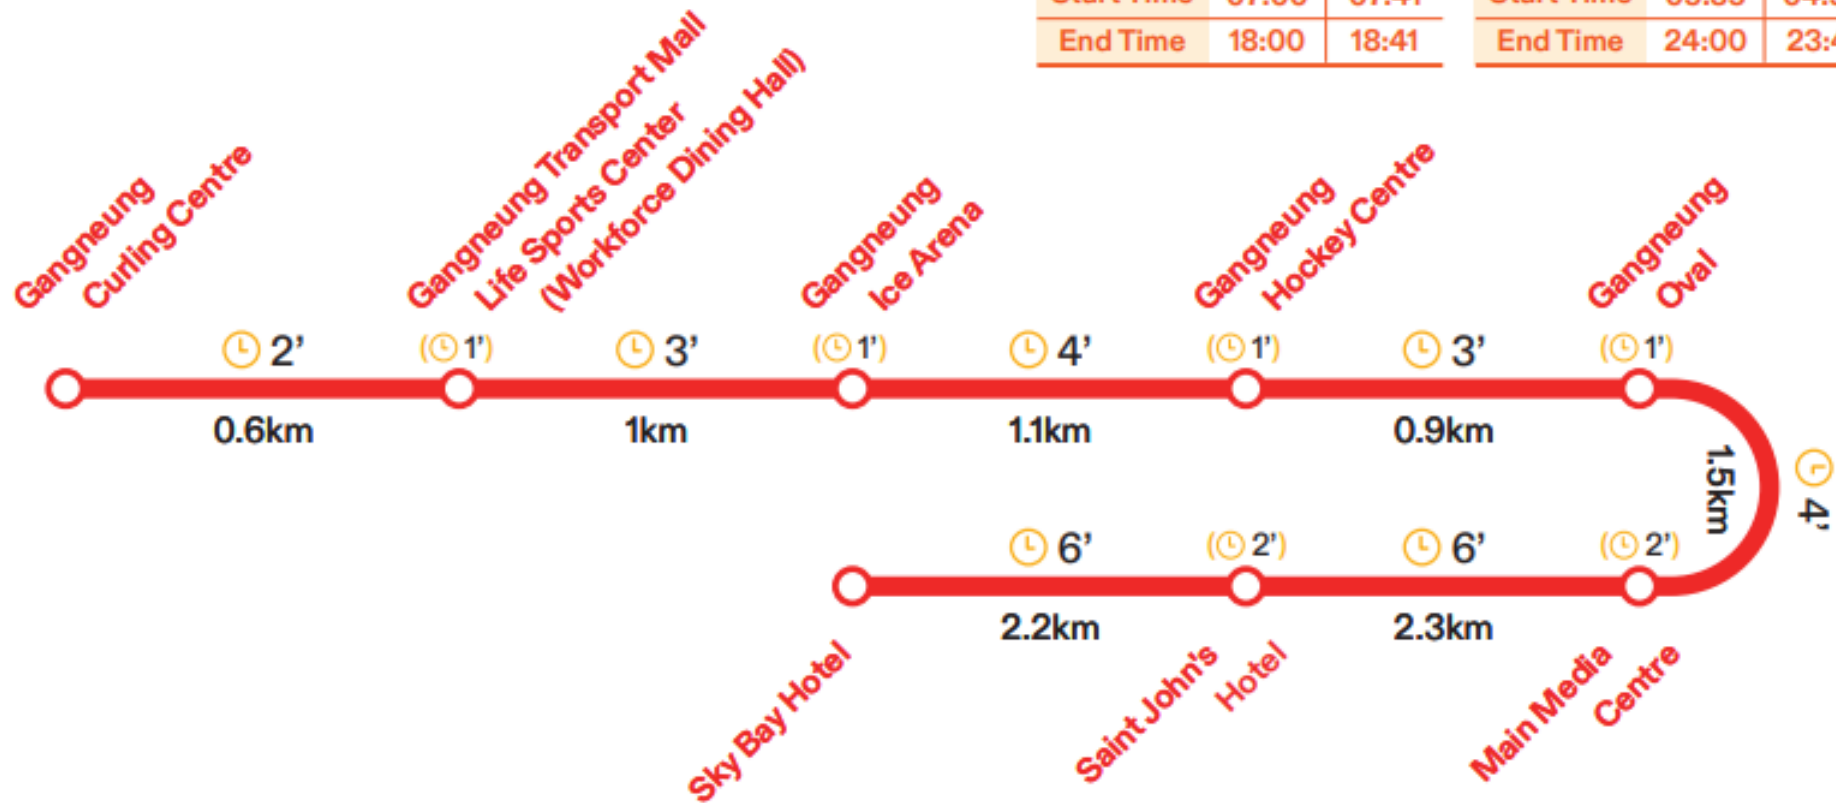 End Time 18:00 18:41
End Time 24:00
Gangneung
Curling Centre
Gangneung Transport Mall
Life Sports Center
(Workforce Dining Hall)
Gangneung
Ice Arena
Gangneung
Hockey Centre
Gangneung
Oval
2' (1') 3' (1') 4' (1') 3' (1')
0.6km 1km 1.1km 0.9km
1.5km
4'
6' (2') 6' (2')
2.2km 2.3km
Sky Bay Hotel
Saint John's
Hotel
Main Media
Centre